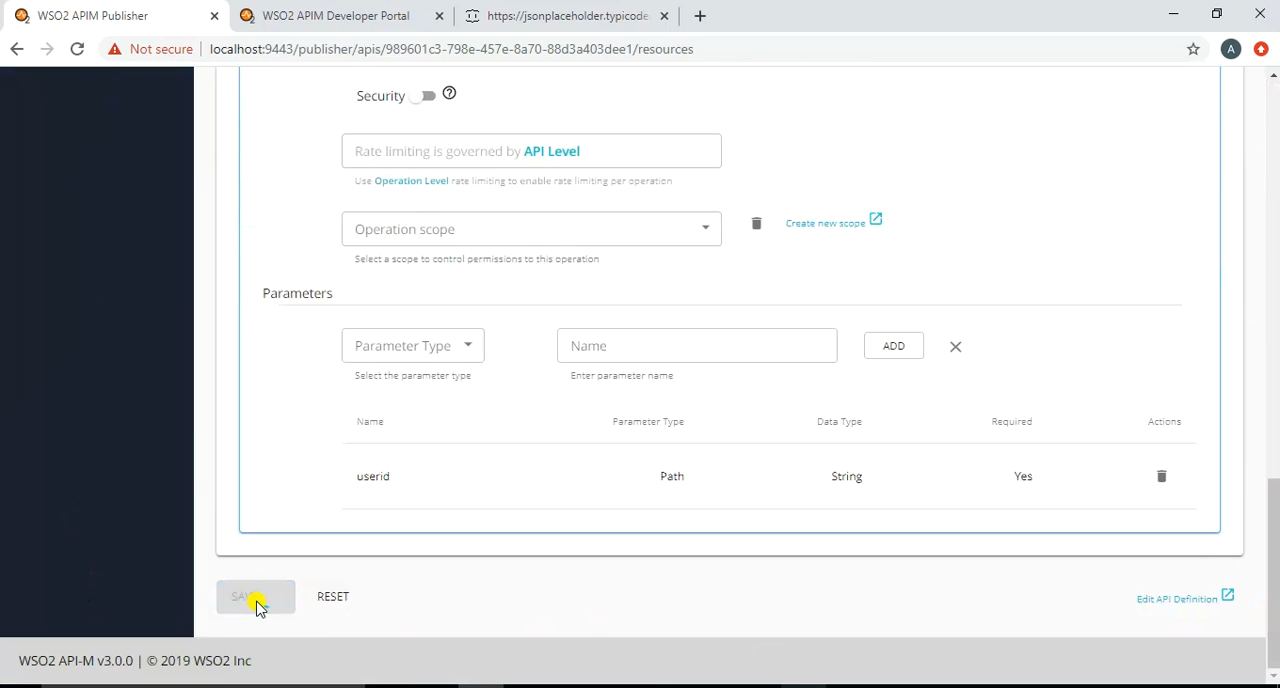 WSO2 APIM Publisher
WSO2 APIM Developer Portal
https://jsonplaceholder.typicode
Not secure
localhost:9443/publisher/apis/989601c3-798e-457e-8a70-88d3a403dee1/resources
A
Security
Rate limiting is governed by API Level
Use Operation Level rate limiting to enable rate limiting per operation
Operation scope
Create new scope
Select a scope to control permissions to this operation
Parameters
Parameter Type
Name
ADD
Select the parameter type
Enter parameter name
Name Parameter Type Data Type Required Actions
userid Path String Yes
RESET
Edit API Definition
WSO2 API-M v3.0.0 | © 2019 WSO2 Inc